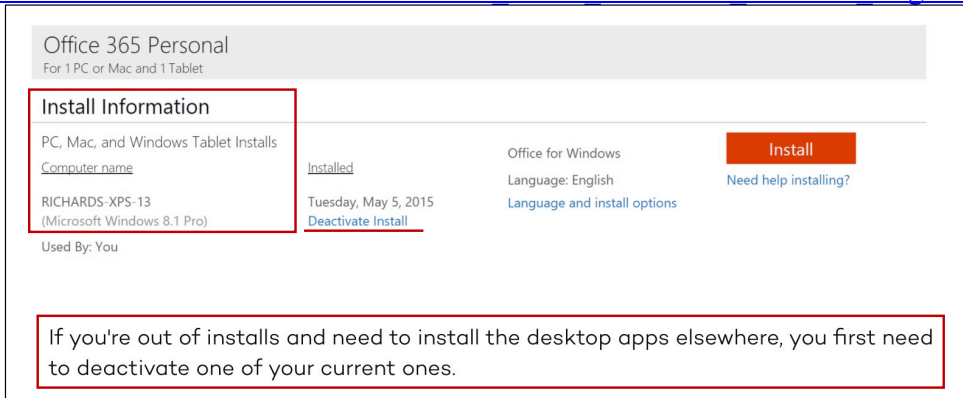 Office 365 Personal
For 1 PC or Mac and 1 Tablet
Install Information
PC, Mac, and Windows Tablet Installs
Computer name
Installed
RICHARDS-XPS-13
(Microsoft Windows 8.1 Pro)
Tuesday, May 5, 2015
Deactivate Install
Used By: You
Office for Windows
Language: English
Language and install options
Install
Need help installing?
If you're out of installs and need to install the desktop apps elsewhere, you first need
to deactivate one of your current ones.